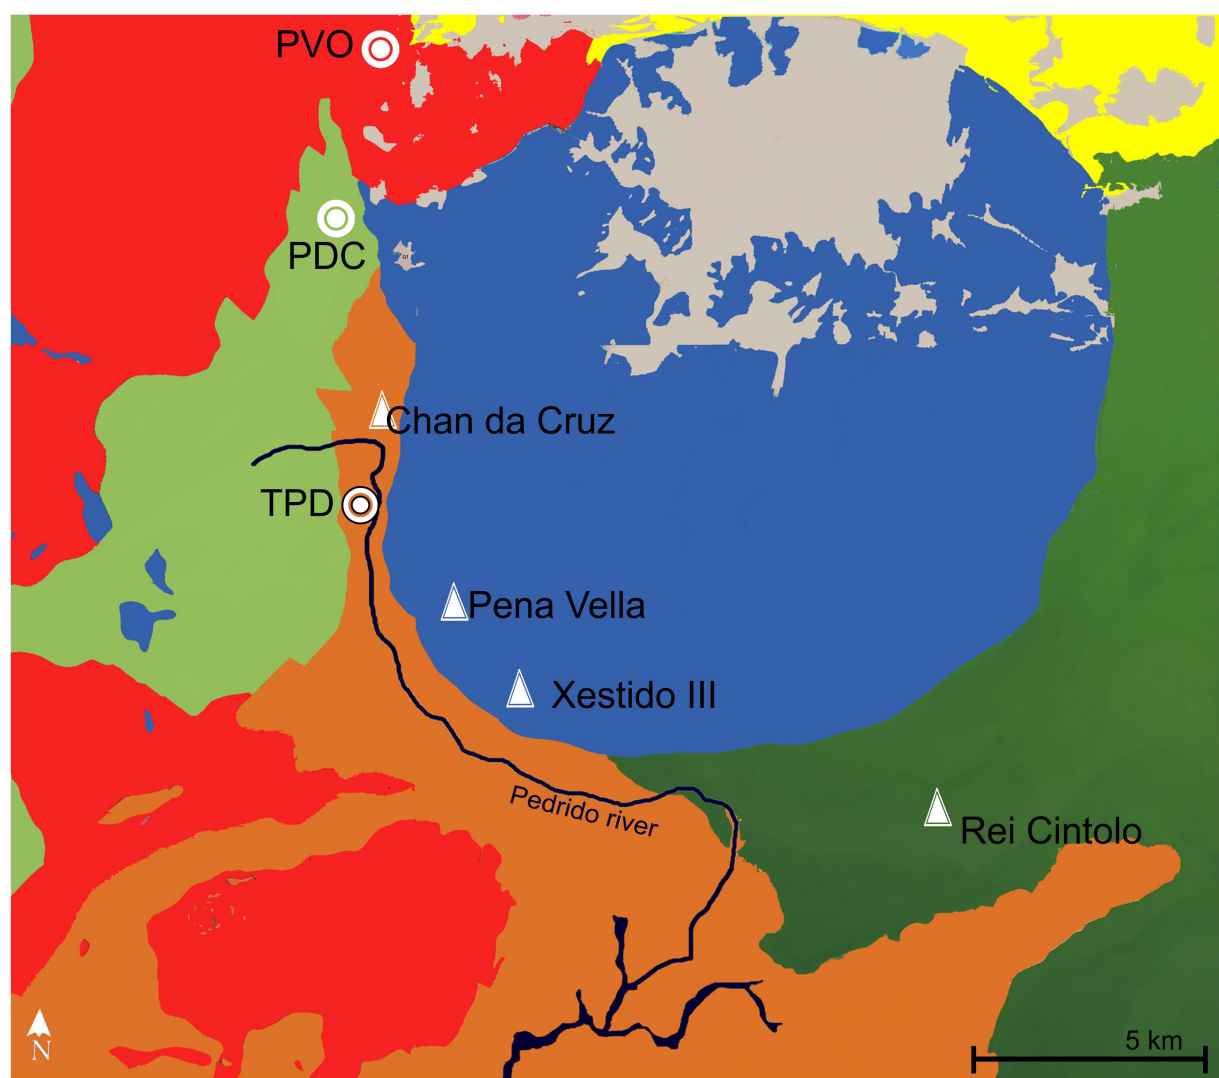 PVO
PDC
Chan da Cruz
TPD
Pena Vella
Xestido III
Pedrido river
Rei Cintolo
N
5 km